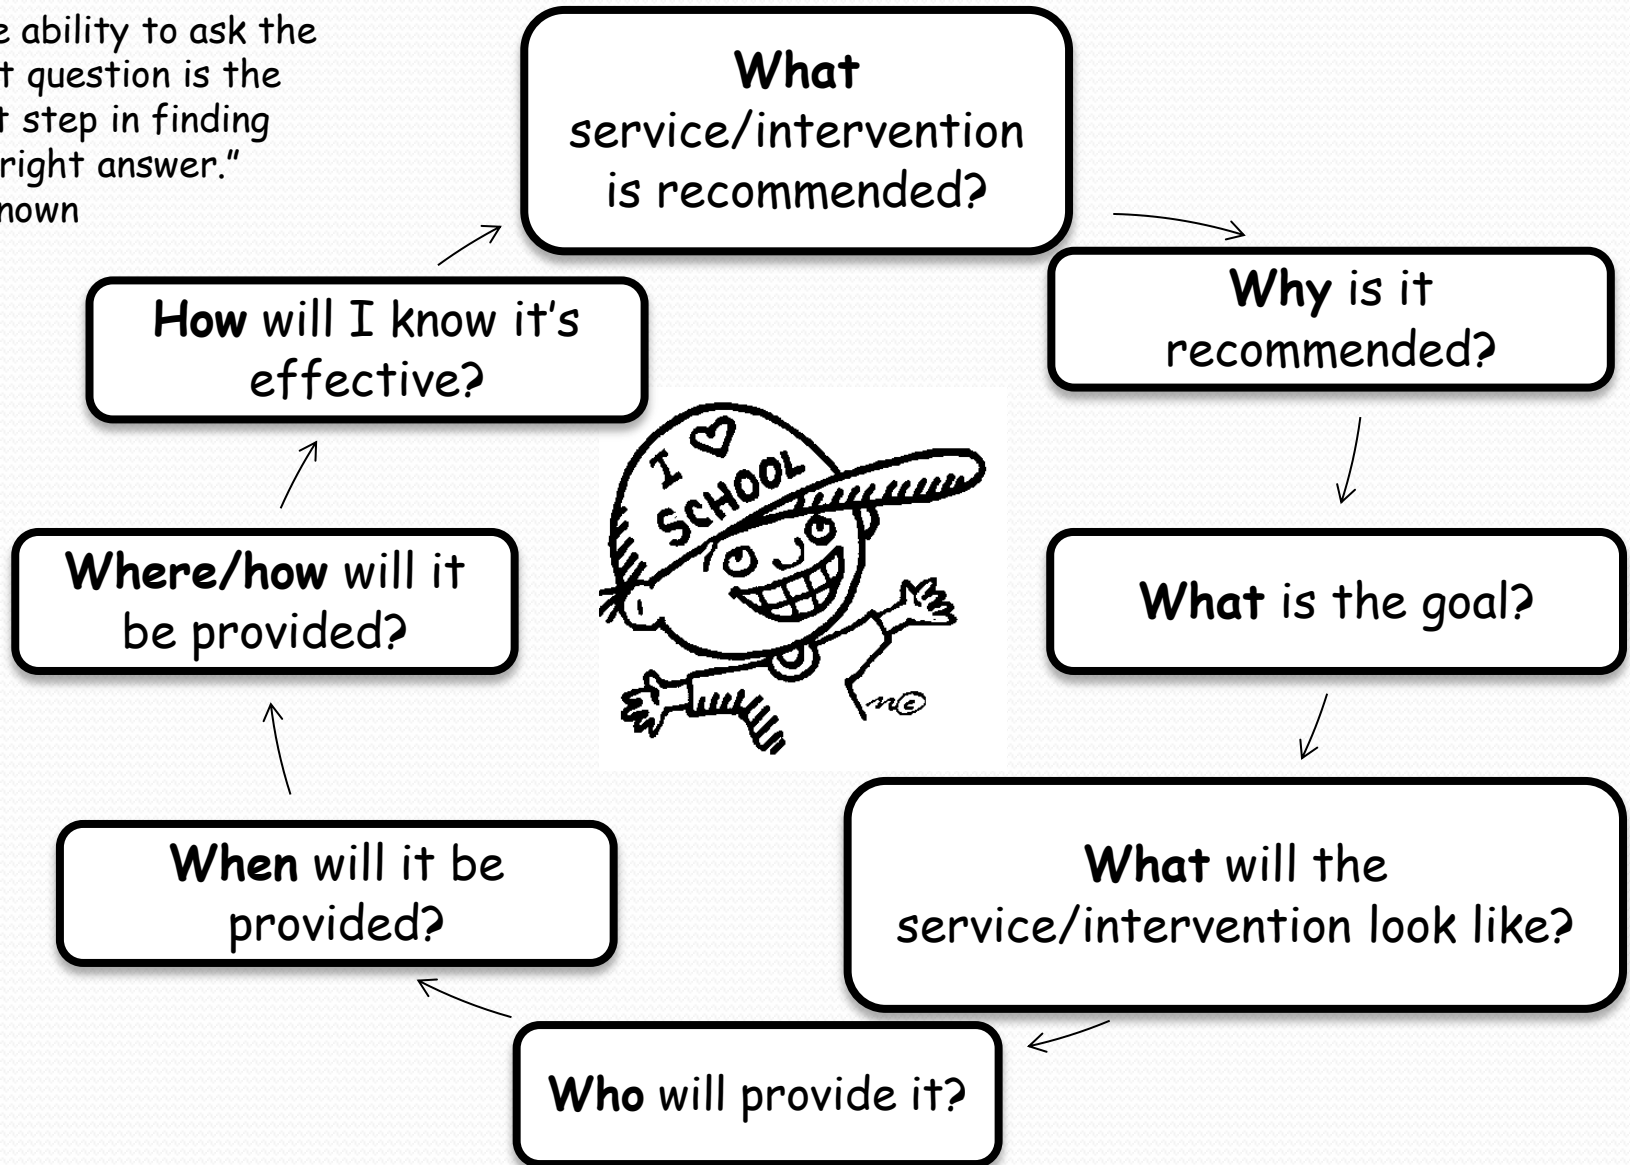 e ability to ask the
t question is the
t step in finding
right answer."
nown
What
service/intervention
is recommended?
Why is it
recommended?
What is the goal?
What will the
service/intervention look like?
Who will provide it?
When will it be
provided?
Where/how will it
be provided?
How will I know it's
effective?
I ♡
SCHOOL